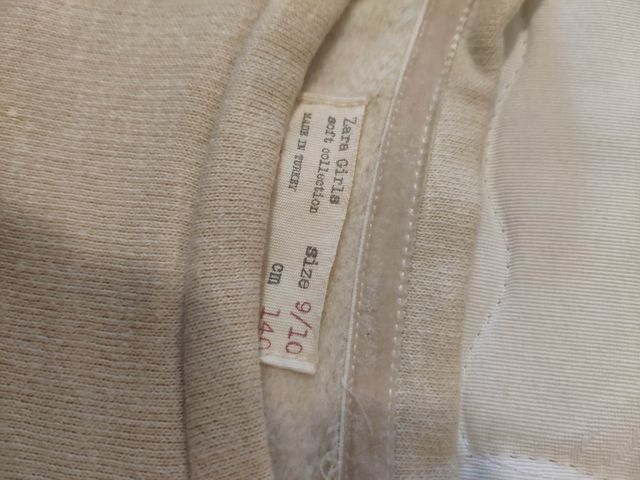 Zara Girls
soft collection
MADE IN TURKEY
size 9/10
cm 140